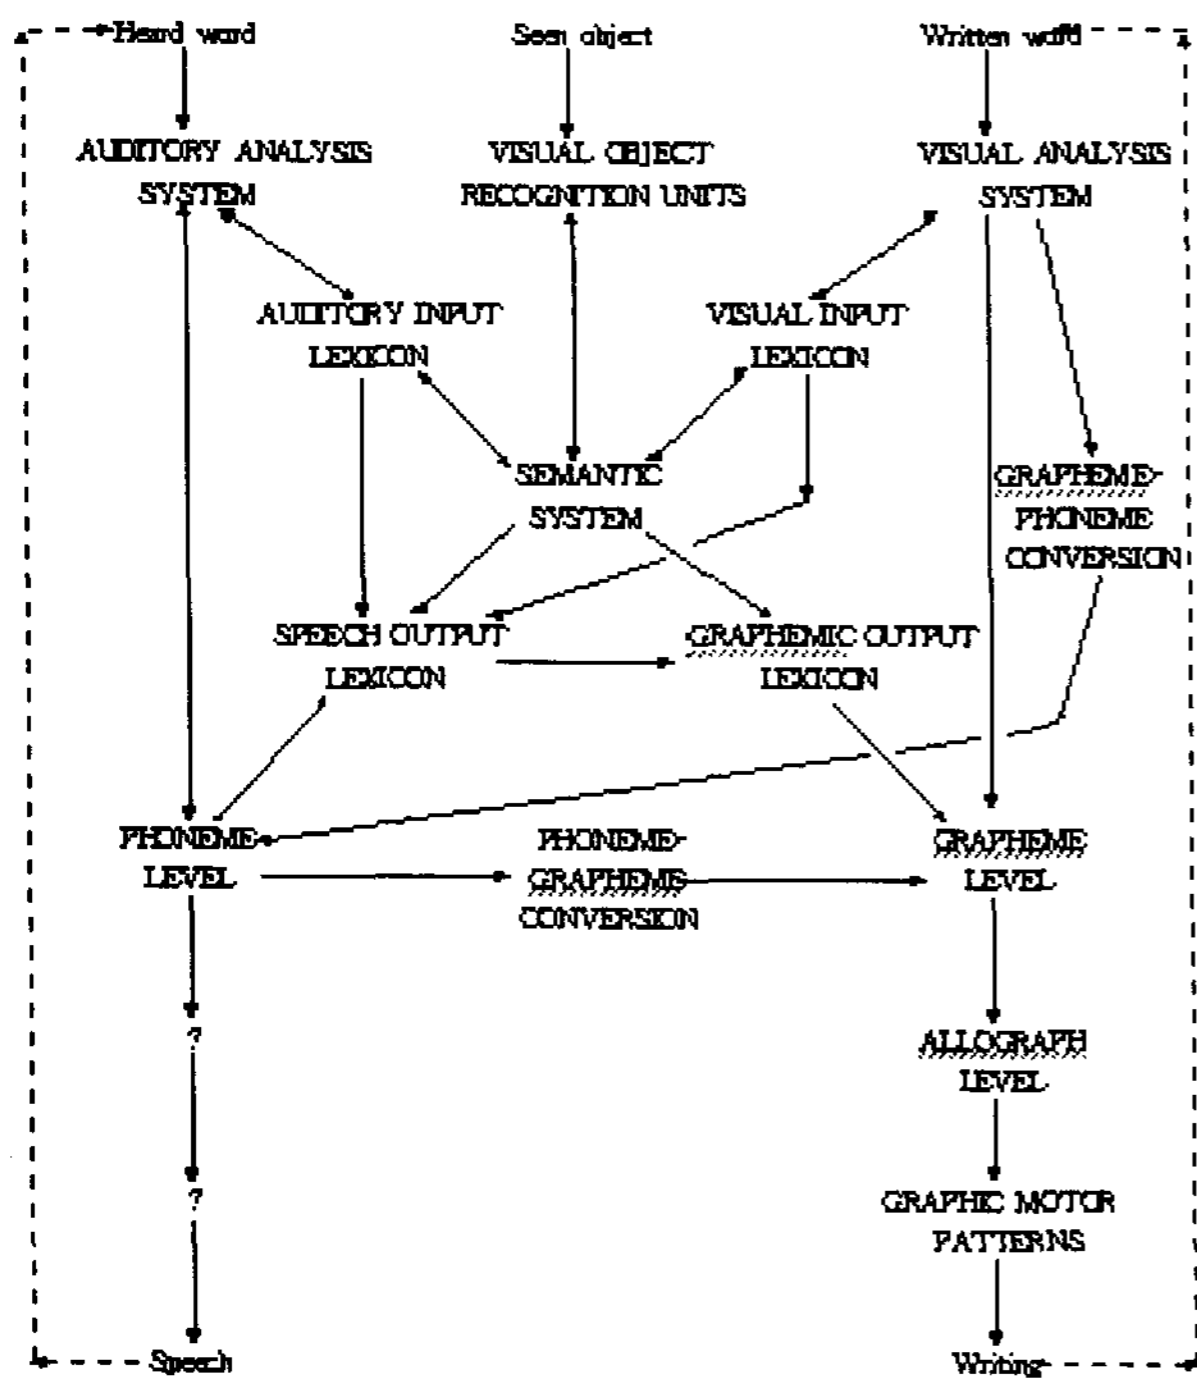 Heard word
Seen object
Written word
AUDITORY ANALYSIS
SYSTEM
VISUAL OBJECT
RECOGNITION UNITS
VISUAL ANALYSIS
SYSTEM
AUDITORY INPUT
LEXICON
VISUAL INPUT
LEXICON
SEMANTIC
SYSTEM
GRAPHEME-
PHONEME
CONVERSION
SPEECH OUTPUT
LEXICON
GRAPHEMIC OUTPUT
LEXICON
PHONEME
LEVEL
PHONEME-
GRAPHEME
CONVERSION
GRAPHEME
LEVEL
?
ALLOGRAPH
LEVEL
?
GRAPHIC MOTOR
PATTERNS
Speech
Writing